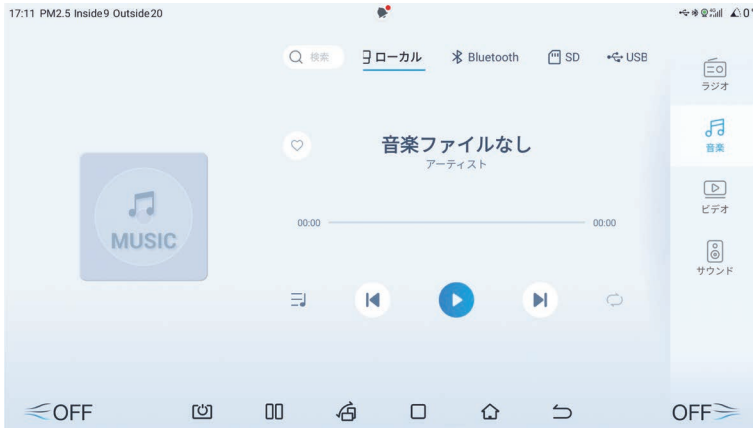 17:11 PM2.5 Inside9 Outside20
検索
ローカル
Bluetooth
SD
USB
ラジオ
音楽ファイルなし
アーティスト
音楽
MUSIC
00:00
00:00
ビデオ
サウンド
OFF
OFF